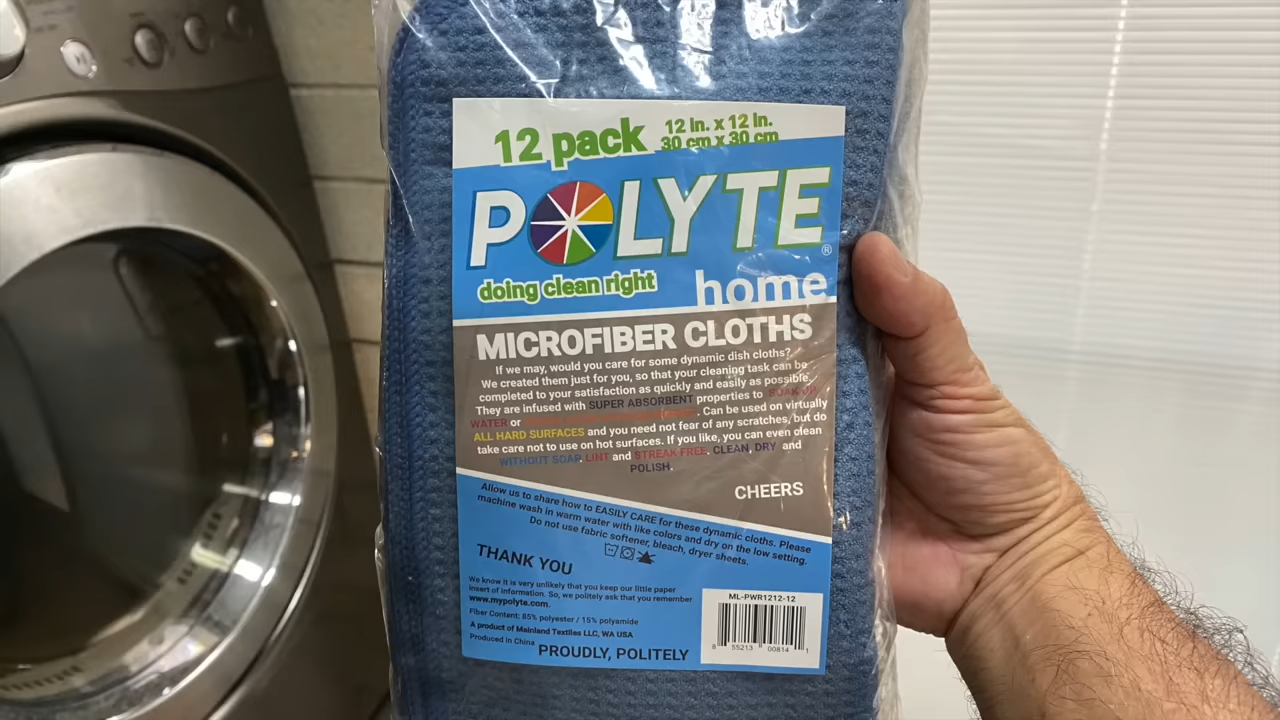 12 pack
12 in. x 12 in.
30 cm x 30 cm
POLYTE®
doing clean right
home
MICROFIBER CLOTHS
If we may, would you care for some dynamic dish cloths?
We created them just for you, so that your cleaning task can be
completed to your satisfaction as quickly and easily as possible.
They are infused with SUPER ABSORBENT properties to SOAK UP
WATER or . Can be used on virtually
ALL HARD SURFACES and you need not fear of any scratches, but do
take care not to use on hot surfaces. If you like, you can even clean
WITHOUT SOAP, LINT and STREAK FREE, CLEAN, DRY and
POLISH.
CHEERS
Allow us to share how to EASILY CARE for these dynamic cloths. Please
machine wash in warm water with like colors and dry on the low setting.
Do not use fabric softener, bleach, dryer sheets.
THANK YOU
We know it is very unlikely that you keep our little paper
insert of information. So, we politely ask that you remember
www.mypolyte.com.
Fiber Content: 85% polyester / 15% polyamide
A product of Mainland Textiles LLC, WA USA
Produced in China
PROUDLY, POLITELY
ML-PWR1212-12
8 55213 00814 1